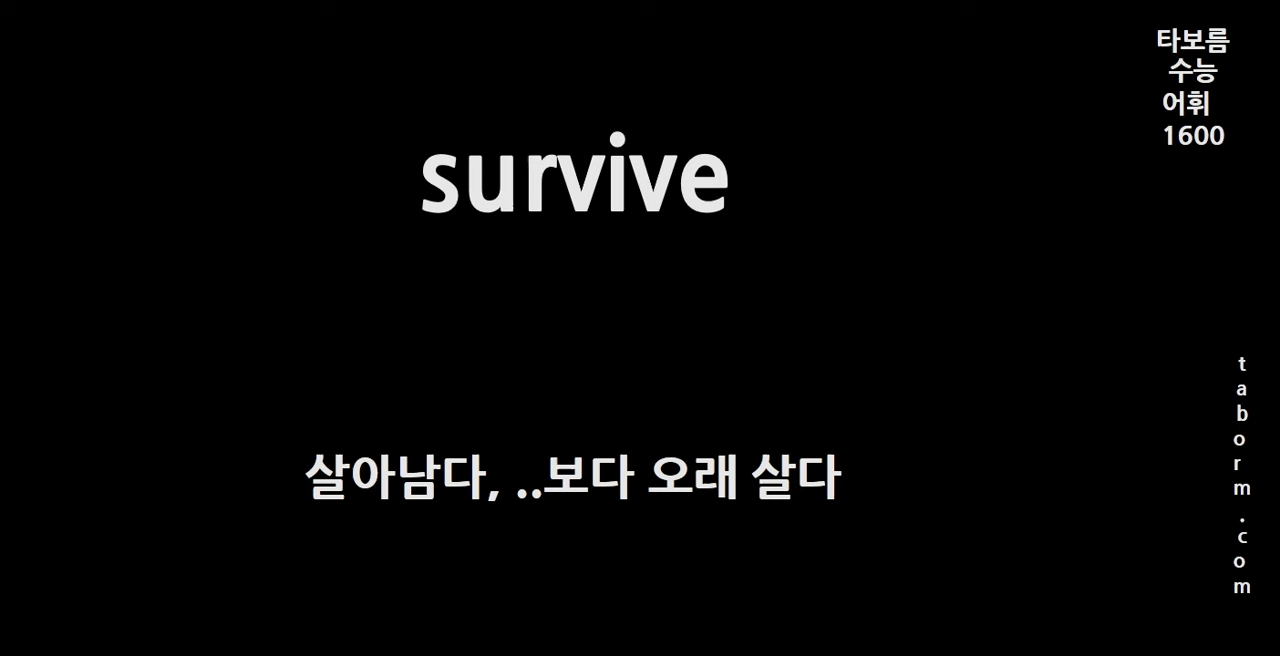 survive
살아남다, ..보다 오래 살다
타보름
수능
어휘
1600
taborm.com